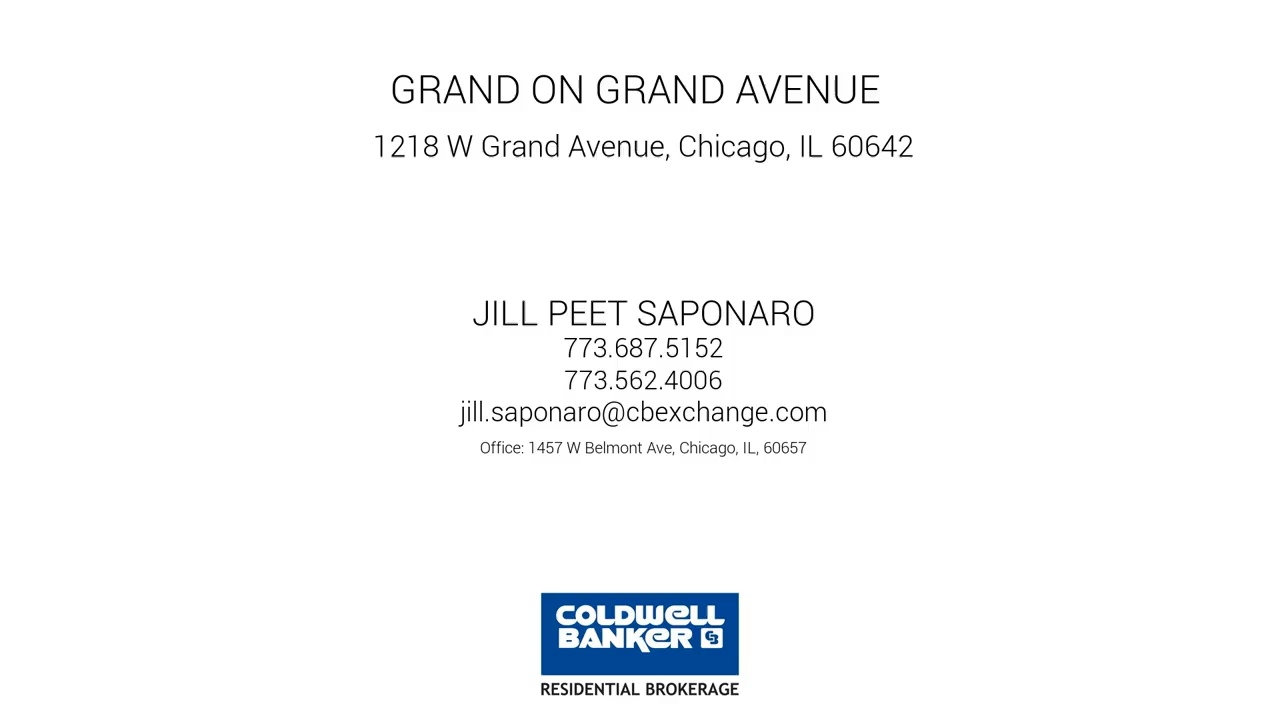 GRAND ON GRAND AVENUE
1218 W Grand Avenue, Chicago, IL 60642
JILL PEET SAPONARO
773.687.5152
773.562.4006
jill.saponaro@cbexchange.com
Office: 1457 W Belmont Ave, Chicago, IL, 60657
COLDWELL
BANKER CB
RESIDENTIAL BROKERAGE